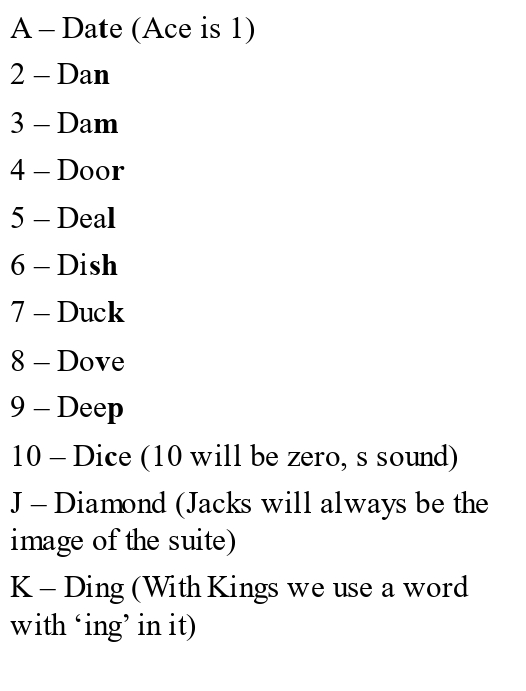 A – Date (Ace is 1)
2 – Dan
3 – Dam
4 – Door
5 – Deal
6 – Dish
7 – Duck
8 – Dove
9 – Deep
10 – Dice (10 will be zero, s sound)
J – Diamond (Jacks will always be the
image of the suite)
K – Ding (With Kings we use a word
with ‘ing’ in it)